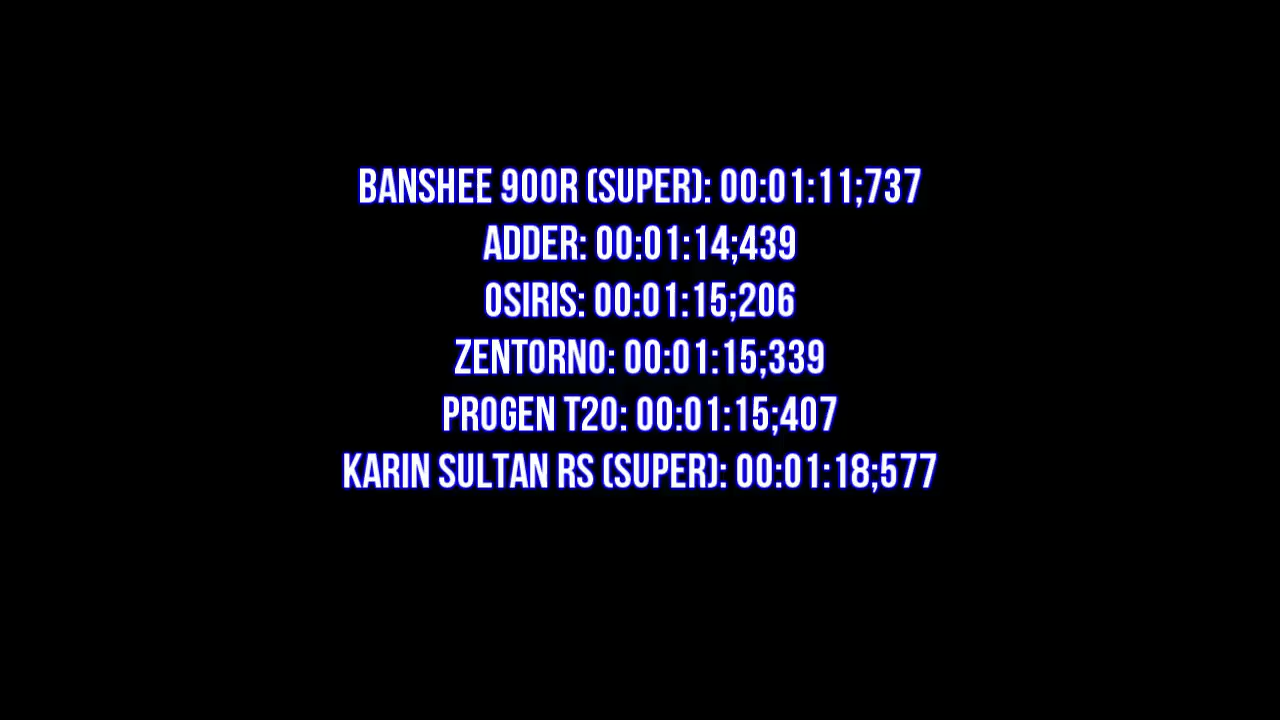 BANSHEE 900R (SUPER): 00:01:11;737
ADDER: 00:01:14;439
OSIRIS: 00:01:15;206
ZENTORNO: 00:01:15;339
PROGEN T20: 00:01:15;407
KARIN SULTAN RS (SUPER): 00:01:18;577